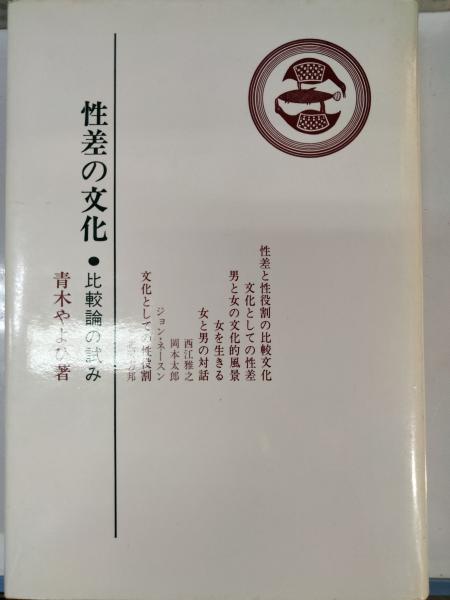 性差の文化●比較論の試み
青木やよひ著
性差と性役割の比較文化
文化としての性差
男と女の文化的風景
女を生きる
女と男の対話
西江雅之
岡本太郎
ジョン・ネースン
文化としての性役割